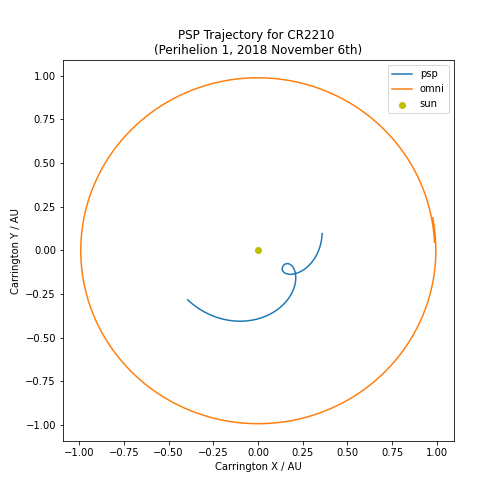 PSP Trajectory for CR2210
(Perihelion 1, 2018 November 6th)
psp
omni
sun
1.00
0.75
0.50
0.25
0.00
−0.25
−0.50
−0.75
−1.00
Carrington Y / AU
−1.00 −0.75 −0.50 −0.25 0.00 0.25 0.50 0.75 1.00
Carrington X / AU